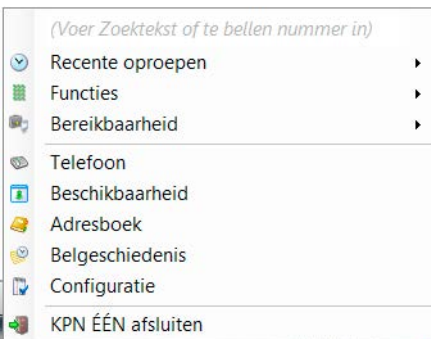 (Voer Zoektekst of te bellen nummer in)
Recente oproepen
Functies
Bereikbaarheid
Telefoon
Beschikbaarheid
Adresboek
Belgeschiedenis
Configuratie
KPN ÉÉN afsluiten